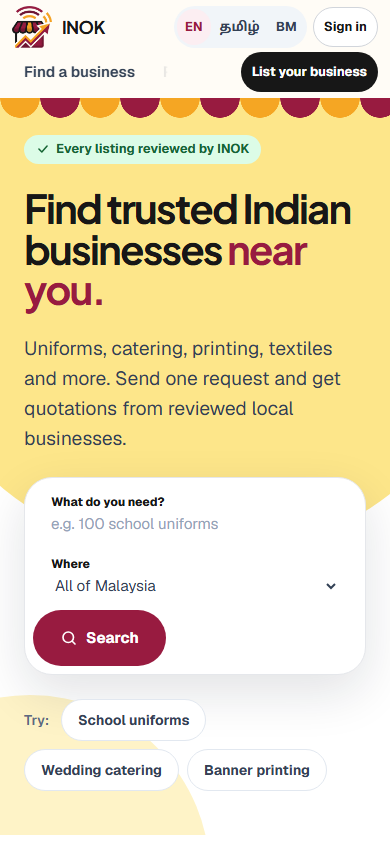 INOK
EN தமிழ் BM
Sign in
Find a business
List your business
Every listing reviewed by INOK
Find trusted Indian
businesses near
you.
Uniforms, catering, printing, textiles
and more. Send one request and get
quotations from reviewed local
businesses.
What do you need?
e.g. 100 school uniforms
Where
All of Malaysia
Search
Try: School uniforms
Wedding catering Banner printing